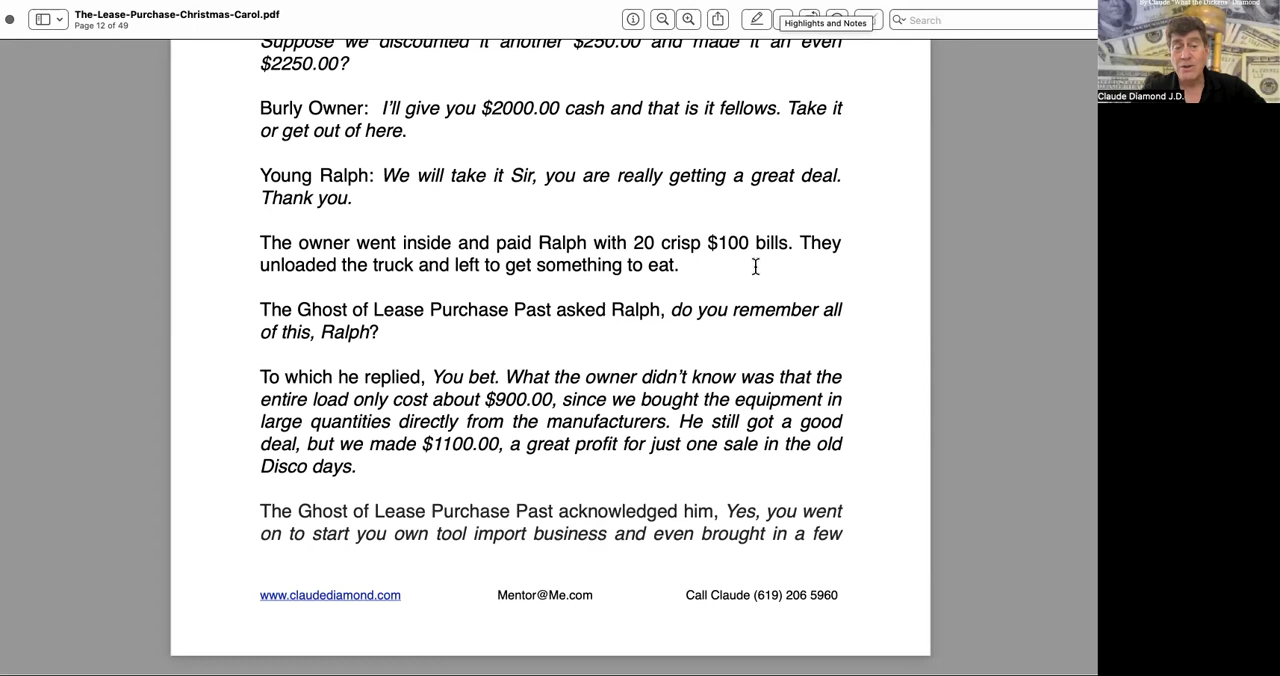 By Claude "What the Dickens" Diamond
The-Lease-Purchase-Christmas-Carol.pdf
Page 12 of 49
Highlights and Notes
Search
Claude Diamond J.D.
Suppose we discounted it another $250.00 and made it an even
$2250.00?
Burly Owner: I'll give you $2000.00 cash and that is it fellows. Take it
or get out of here.
Young Ralph: We will take it Sir, you are really getting a great deal.
Thank you.
The owner went inside and paid Ralph with 20 crisp $100 bills. They
unloaded the truck and left to get something to eat.
The Ghost of Lease Purchase Past asked Ralph, do you remember all
of this, Ralph?
To which he replied, You bet. What the owner didn't know was that the
entire load only cost about $900.00, since we bought the equipment in
large quantities directly from the manufacturers. He still got a good
deal, but we made $1100.00, a great profit for just one sale in the old
Disco days.
The Ghost of Lease Purchase Past acknowledged him, Yes, you went
on to start you own tool import business and even brought in a few
www.claudediamond.com Mentor@Me.com Call Claude (619) 206 5960